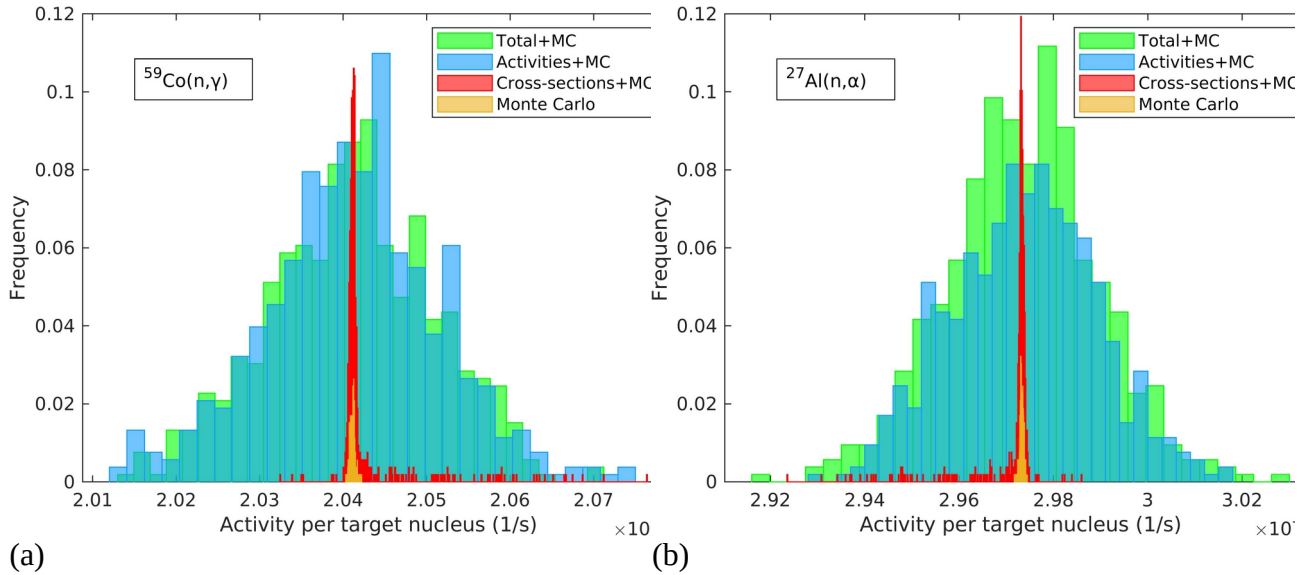 0.12
0.1
0.08
0.06
0.04
0.02
0
Frequency
59Co(n,γ)
Total+MC
Activities+MC
Cross-sections+MC
Monte Carlo
2.01 2.02 2.03 2.04 2.05 2.06 2.07
Activity per target nucleus (1/s)
×10
(a)
0.12
0.1
0.08
0.06
0.04
0.02
0
Frequency
27Al(n,α)
Total+MC
Activities+MC
Cross-sections+MC
Monte Carlo
2.92 2.94 2.96 2.98 3 3.02
Activity per target nucleus (1/s)
×10
(b)